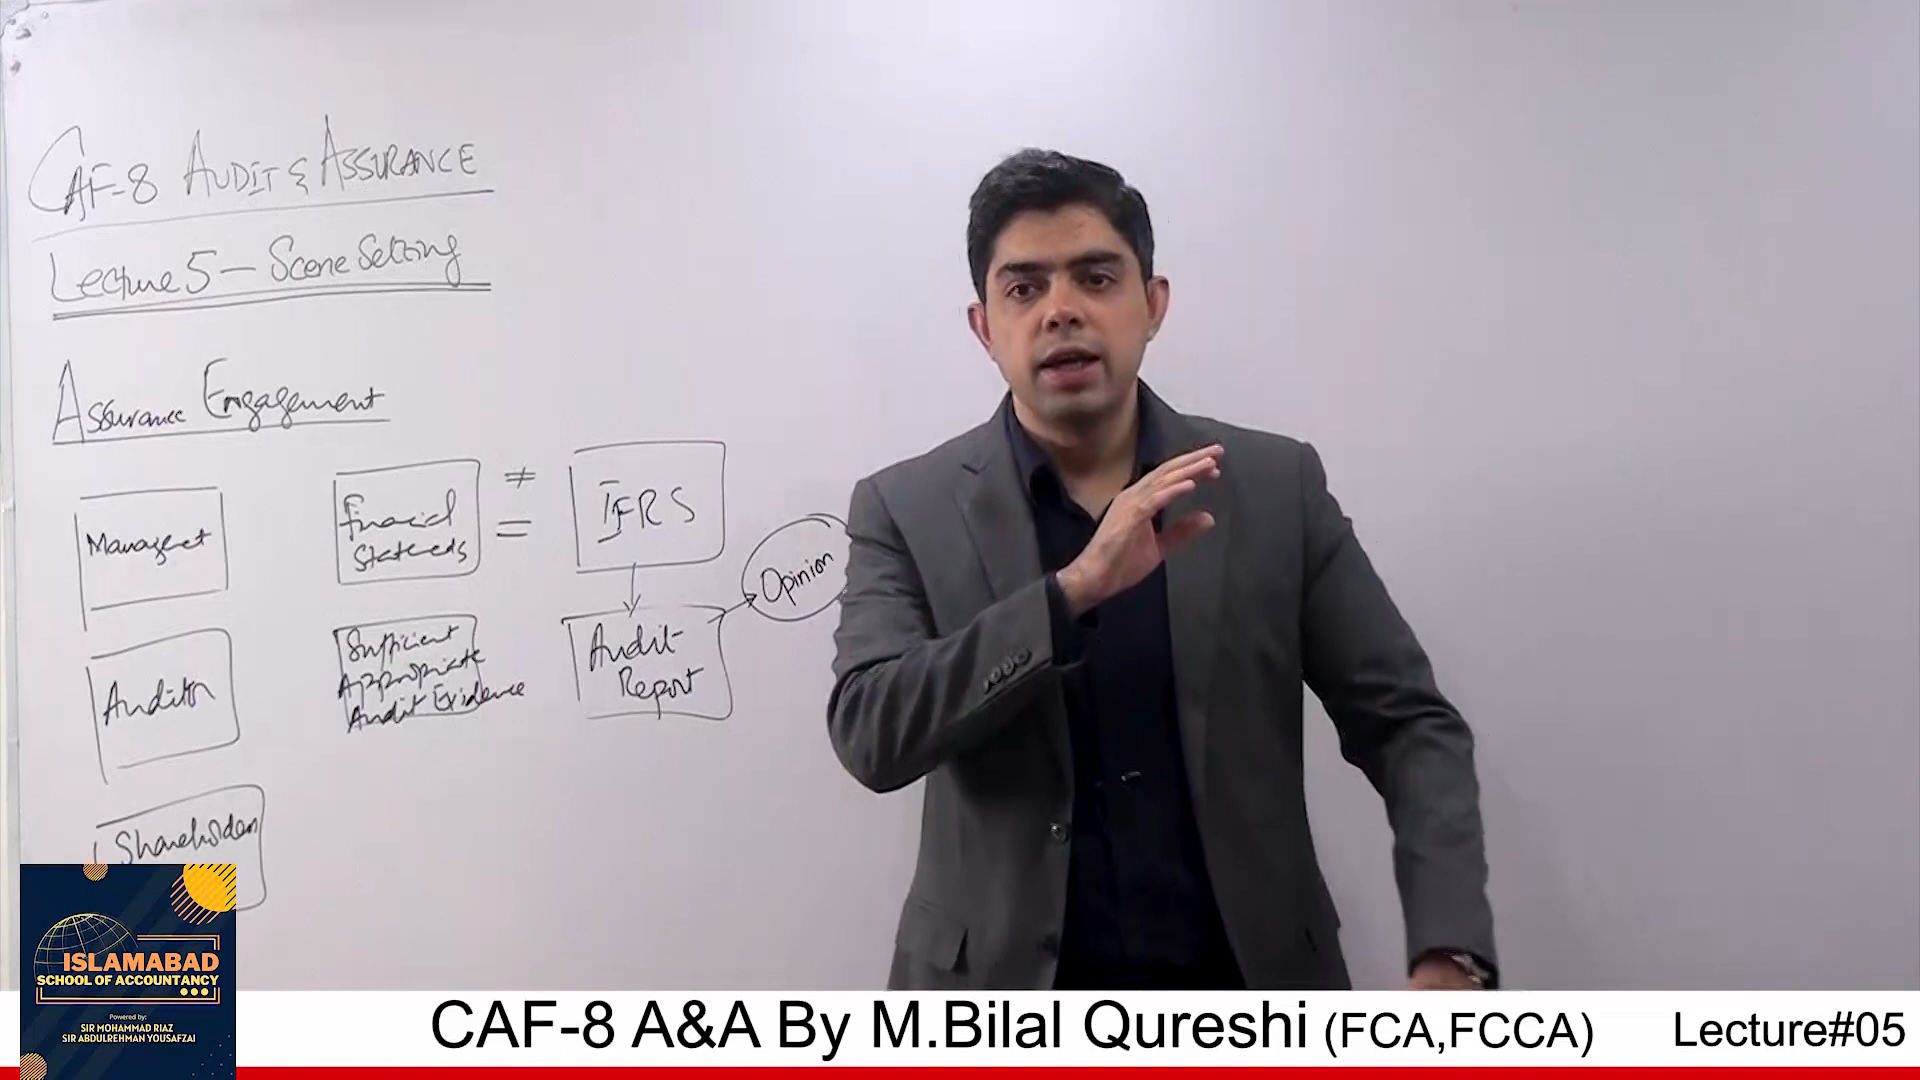 CAF-8 AUDIT & ASSURANCE
Lecture 5 - Scene Setting
Assurance Engagement
Managemet
Financial
Statements
≠
=
IFRS
Opinion
Auditor
Sufficient
Appropriate
Audit Evidence
Audit
Report
Shareholders
ISLAMABAD
SCHOOL OF ACCOUNTANCY
Powered by:
SIR MOHAMMAD RIAZ
SIR ABDULREHMAN YOUSAFZAI
CAF-8 A&A By M.Bilal Qureshi (FCA,FCCA)
Lecture#05